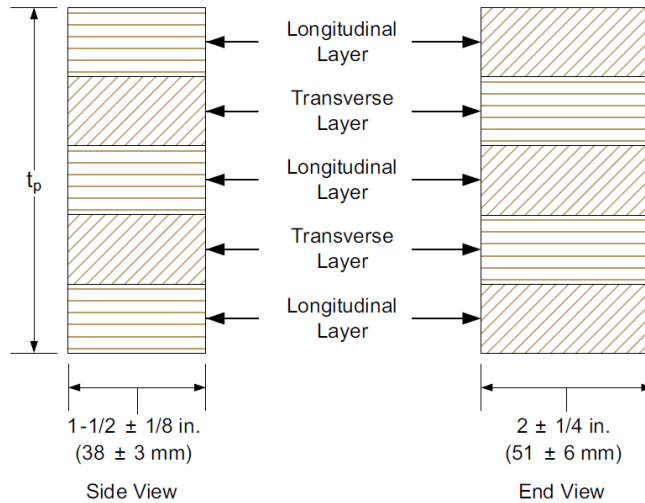 Longitudinal
Layer
Transverse
Layer
Longitudinal
Layer
Transverse
Layer
Longitudinal
Layer
tp
1-1/2 ± 1/8 in.
(38 ± 3 mm)
Side View
2 ± 1/4 in.
(51 ± 6 mm)
End View